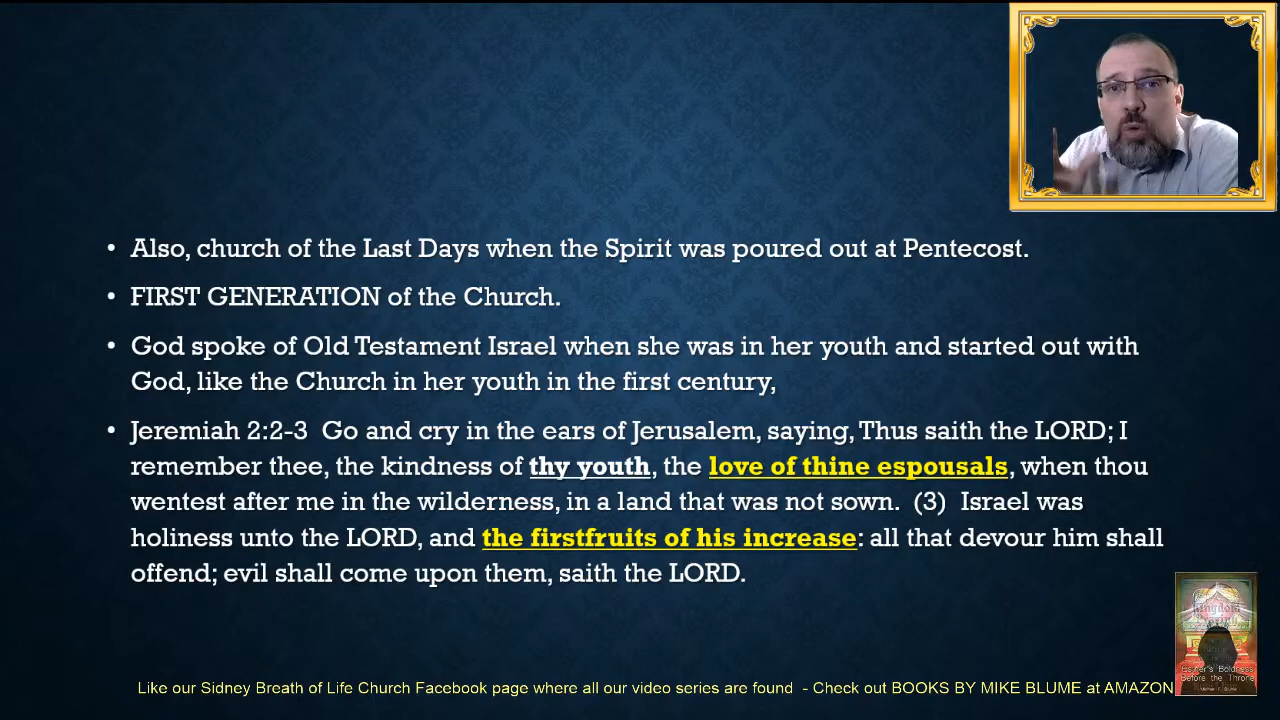 • Also, church of the Last Days when the Spirit was poured out at Pentecost.
• FIRST GENERATION of the Church.
• God spoke of Old Testament Israel when she was in her youth and started out with
God, like the Church in her youth in the first century,
• Jeremiah 2:2-3 Go and cry in the ears of Jerusalem, saying, Thus saith the LORD; I
remember thee, the kindness of thy youth, the love of thine espousals, when thou
wentest after me in the wilderness, in a land that was not sown. (3) Israel was
holiness unto the LORD, and the firstfruits of his increase: all that devour him shall
offend; evil shall come upon them, saith the LORD.
Esther's Boldness
Before the Throne
Like our Sidney Breath of Life Church Facebook page where all our video series are found - Check out BOOKS BY MIKE BLUME at AMAZON